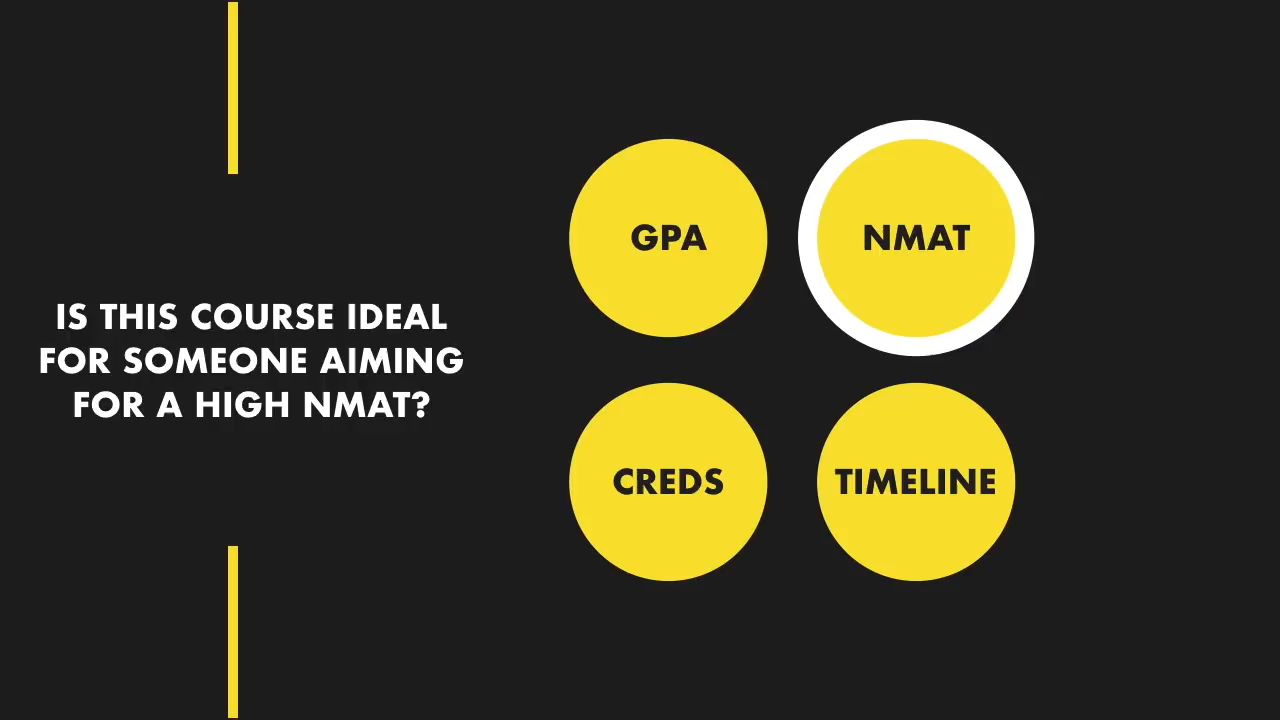 IS THIS COURSE IDEAL
FOR SOMEONE AIMING
FOR A HIGH NMAT?
GPA
NMAT
CREDS
TIMELINE